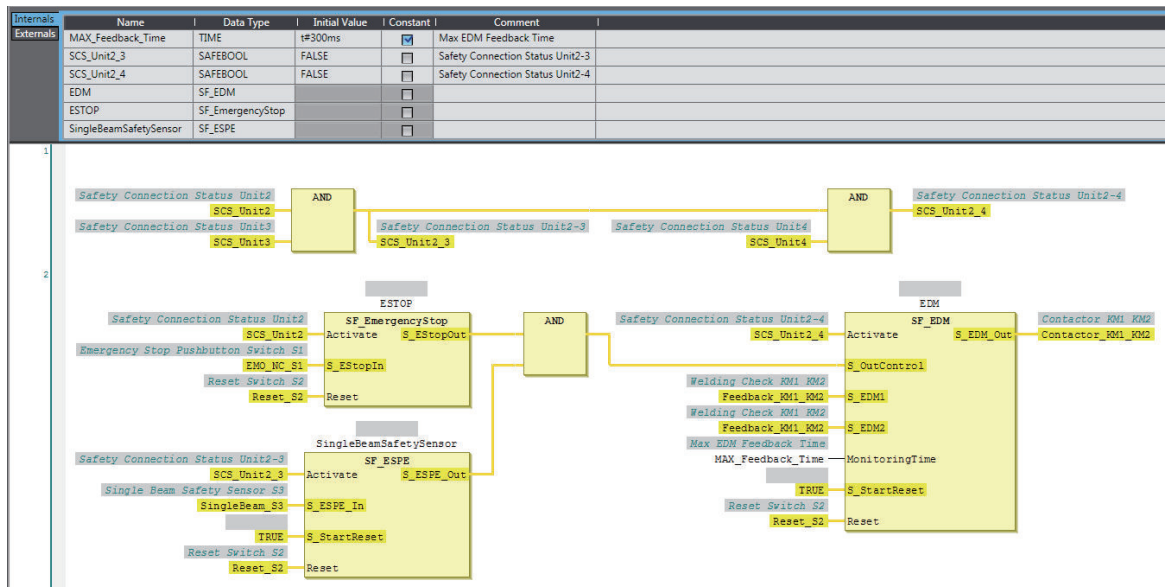 Internals
Externals
Name Data Type Initial Value Constant Comment
MAX_Feedback_Time TIME t#300ms Max EDM Feedback Time
SCS_Unit2_3 SAFEBOOL FALSE Safety Connection Status Unit2-3
SCS_Unit2_4 SAFEBOOL FALSE Safety Connection Status Unit2-4
EDM SF_EDM
ESTOP SF_EmergencyStop
SingleBeamSafetySensor SF_ESPE
1
Safety Connection Status Unit2
SCS_Unit2
Safety Connection Status Unit3
SCS_Unit3
AND
Safety Connection Status Unit2-3
SCS_Unit2_3
Safety Connection Status Unit4
SCS_Unit4
AND
Safety Connection Status Unit2-4
SCS_Unit2_4
2
ESTOP
SF_EmergencyStop
Safety Connection Status Unit2
SCS_Unit2 Activate S_EStopOut
Emergency Stop Pushbutton Switch S1
EMO_NC_S1 S_EStopIn
Reset Switch S2
Reset_S2 Reset
AND
SingleBeamSafetySensor
SF_ESPE
Safety Connection Status Unit2-3
SCS_Unit2_3 Activate S_ESPE_Out
Single Beam Safety Sensor S3
SingleBeam_S3 S_ESPE_In
TRUE S_StartReset
Reset Switch S2
Reset_S2 Reset
EDM
SF_EDM
Safety Connection Status Unit2-4
SCS_Unit2_4 Activate S_EDM_Out
Contactor KM1 KM2
Contactor_KM1_KM2
S_OutControl
Welding Check KM1 KM2
Feedback_KM1_KM2 S_EDM1
Welding Check KM1 KM2
Feedback_KM1_KM2 S_EDM2
Max EDM Feedback Time
MAX_Feedback_Time MonitoringTime
TRUE S_StartReset
Reset Switch S2
Reset_S2 Reset